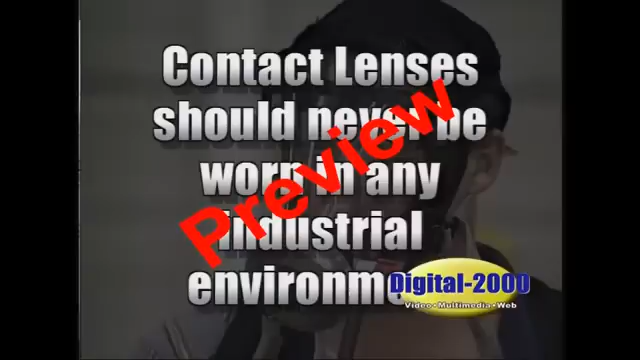 Contact Lenses
should never be
worn in any
industrial
environme
Preview
Digital-2000
Video•Multimedia•Web